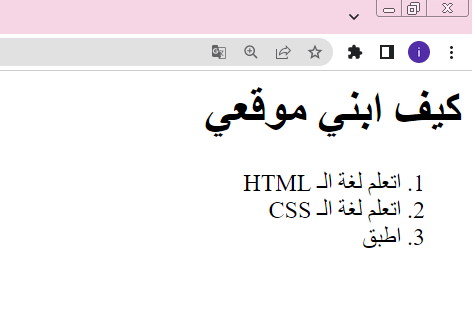 i
كيف ابني موقعي
1. اتعلم لغة الـ HTML
2. اتعلم لغة الـ CSS
3. اطبق